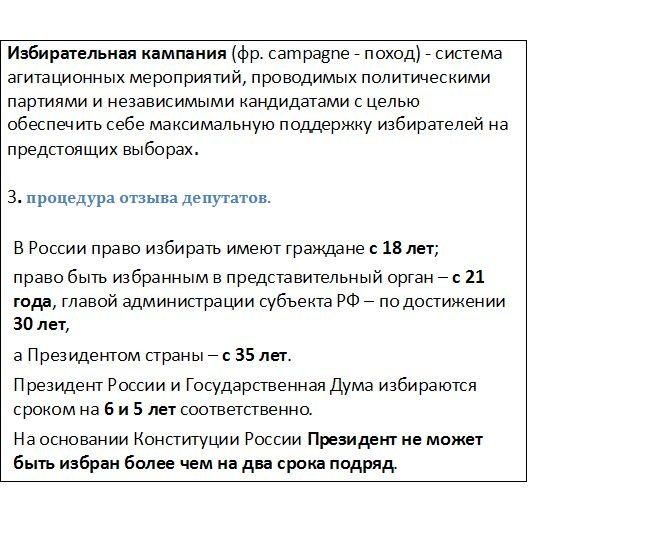 Избирательная кампания (фр. campagne - поход) - система
агитационных мероприятий, проводимых политическими
партиями и независимыми кандидатами с целью
обеспечить себе максимальную поддержку избирателей на
предстоящих выборах.
3. процедура отзыва депутатов.
В России право избирать имеют граждане с 18 лет;
право быть избранным в представительный орган – с 21
года, главой администрации субъекта РФ – по достижении
30 лет,
а Президентом страны – с 35 лет.
Президент России и Государственная Дума избираются
сроком на 6 и 5 лет соответственно.
На основании Конституции России Президент не может
быть избран более чем на два срока подряд.